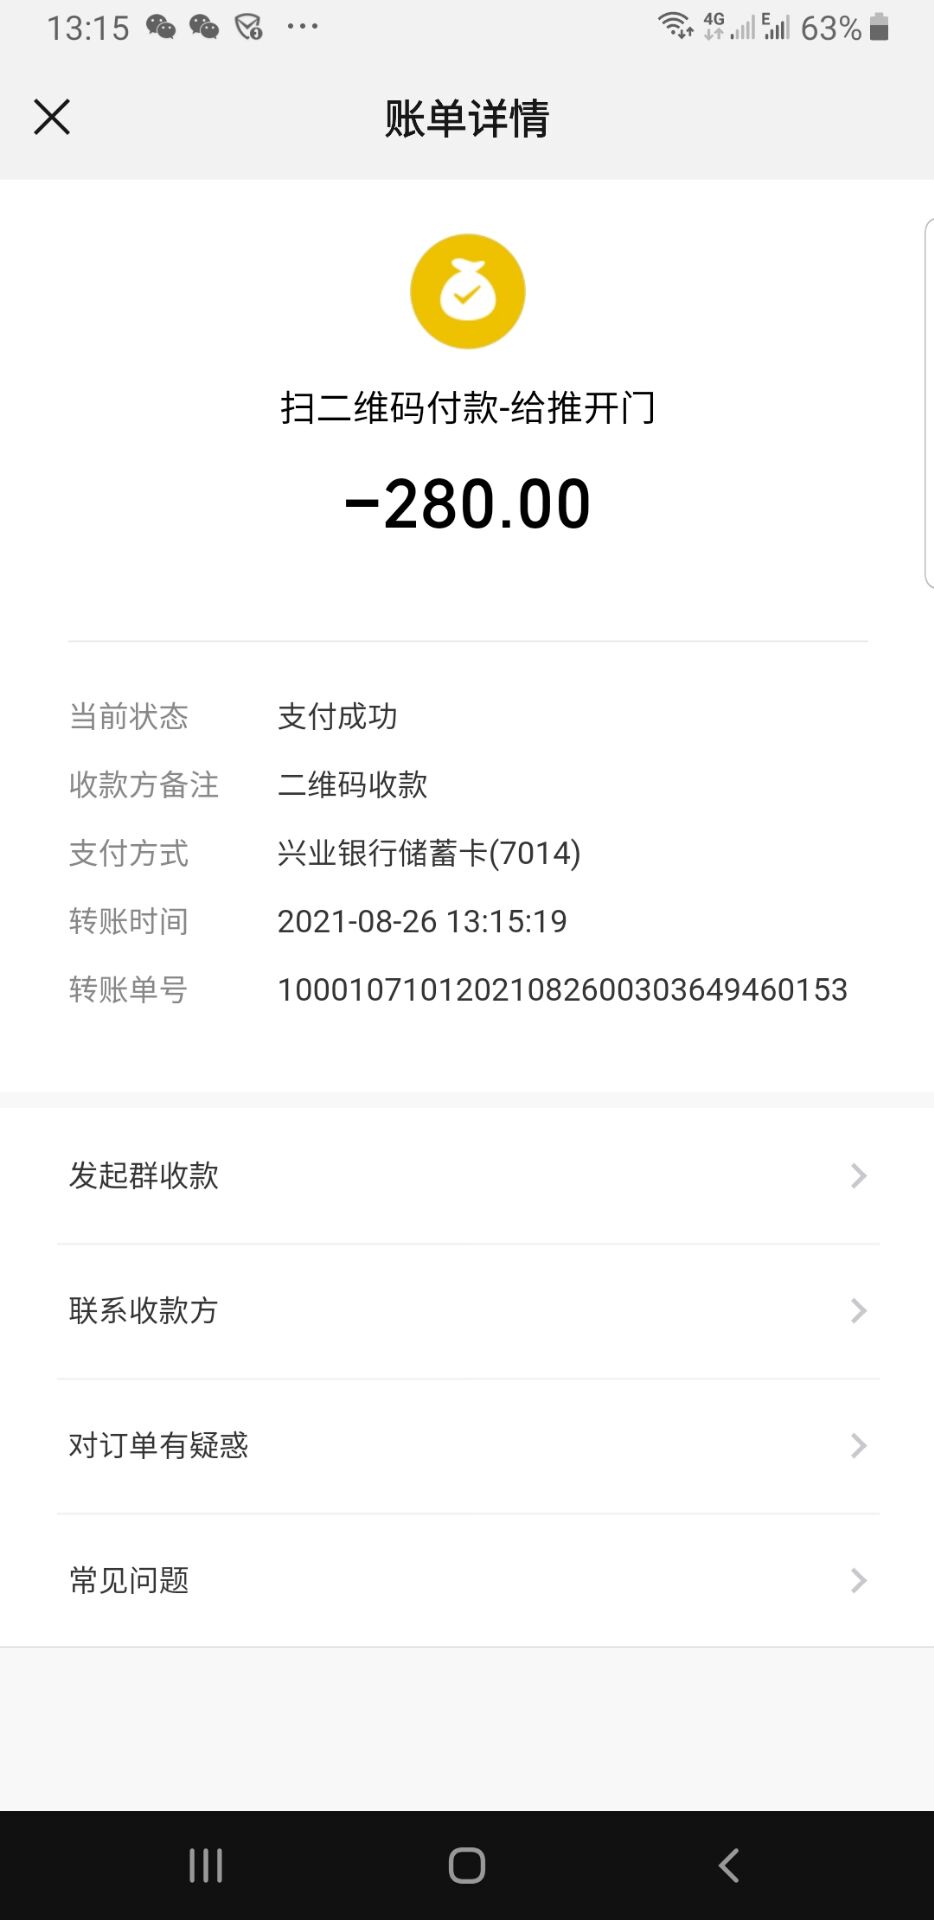 13:15 4G E 63%
账单详情
扫二维码付款-给推开门
-280.00
当前状态 支付成功
收款方备注 二维码收款
支付方式 兴业银行储蓄卡(7014)
转账时间 2021-08-26 13:15:19
转账单号 1000107101202108260030364946​0153
发起群收款
联系收款方
对订单有疑惑
常见问题